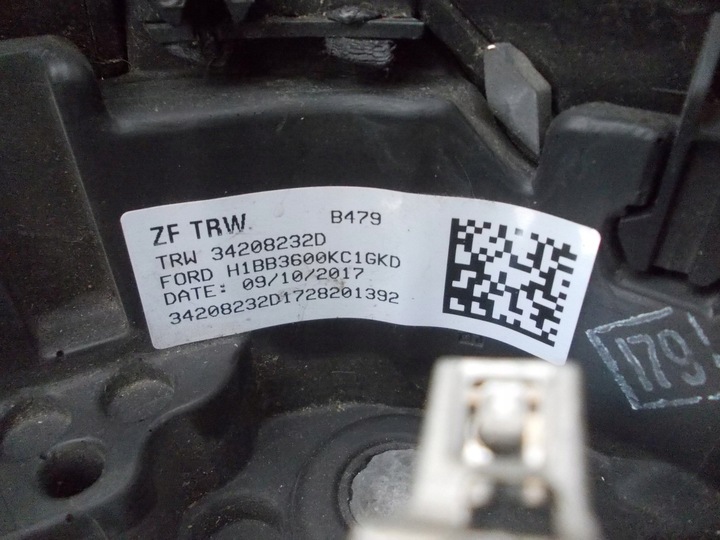 ZF TRW B479
TRW 34208232D
FORD H1BB3600KC1GKD
DATE: 09/10/2017
34208232D1728201392
179